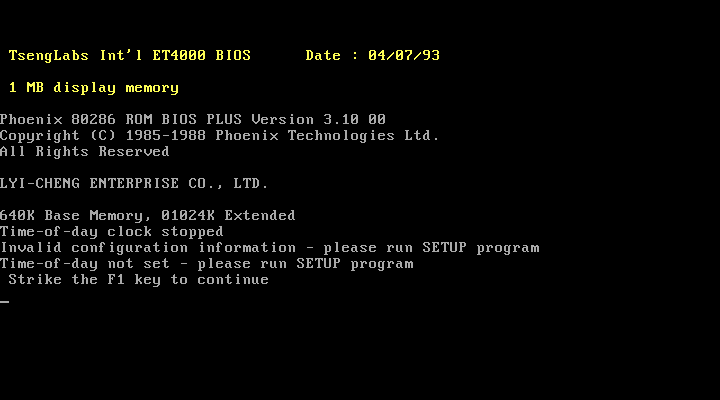 TsengLabs Int'l ET4000 BIOS      Date : 04/07/93
1 MB display memory
Phoenix 80286 ROM BIOS PLUS Version 3.10 00
Copyright (C) 1985-1988 Phoenix Technologies Ltd.
All Rights Reserved
LYI-CHENG ENTERPRISE CO., LTD.
640K Base Memory, 01024K Extended
Time-of-day clock stopped
Invalid configuration information - please run SETUP program
Time-of-day not set - please run SETUP program
Strike the F1 key to continue
_